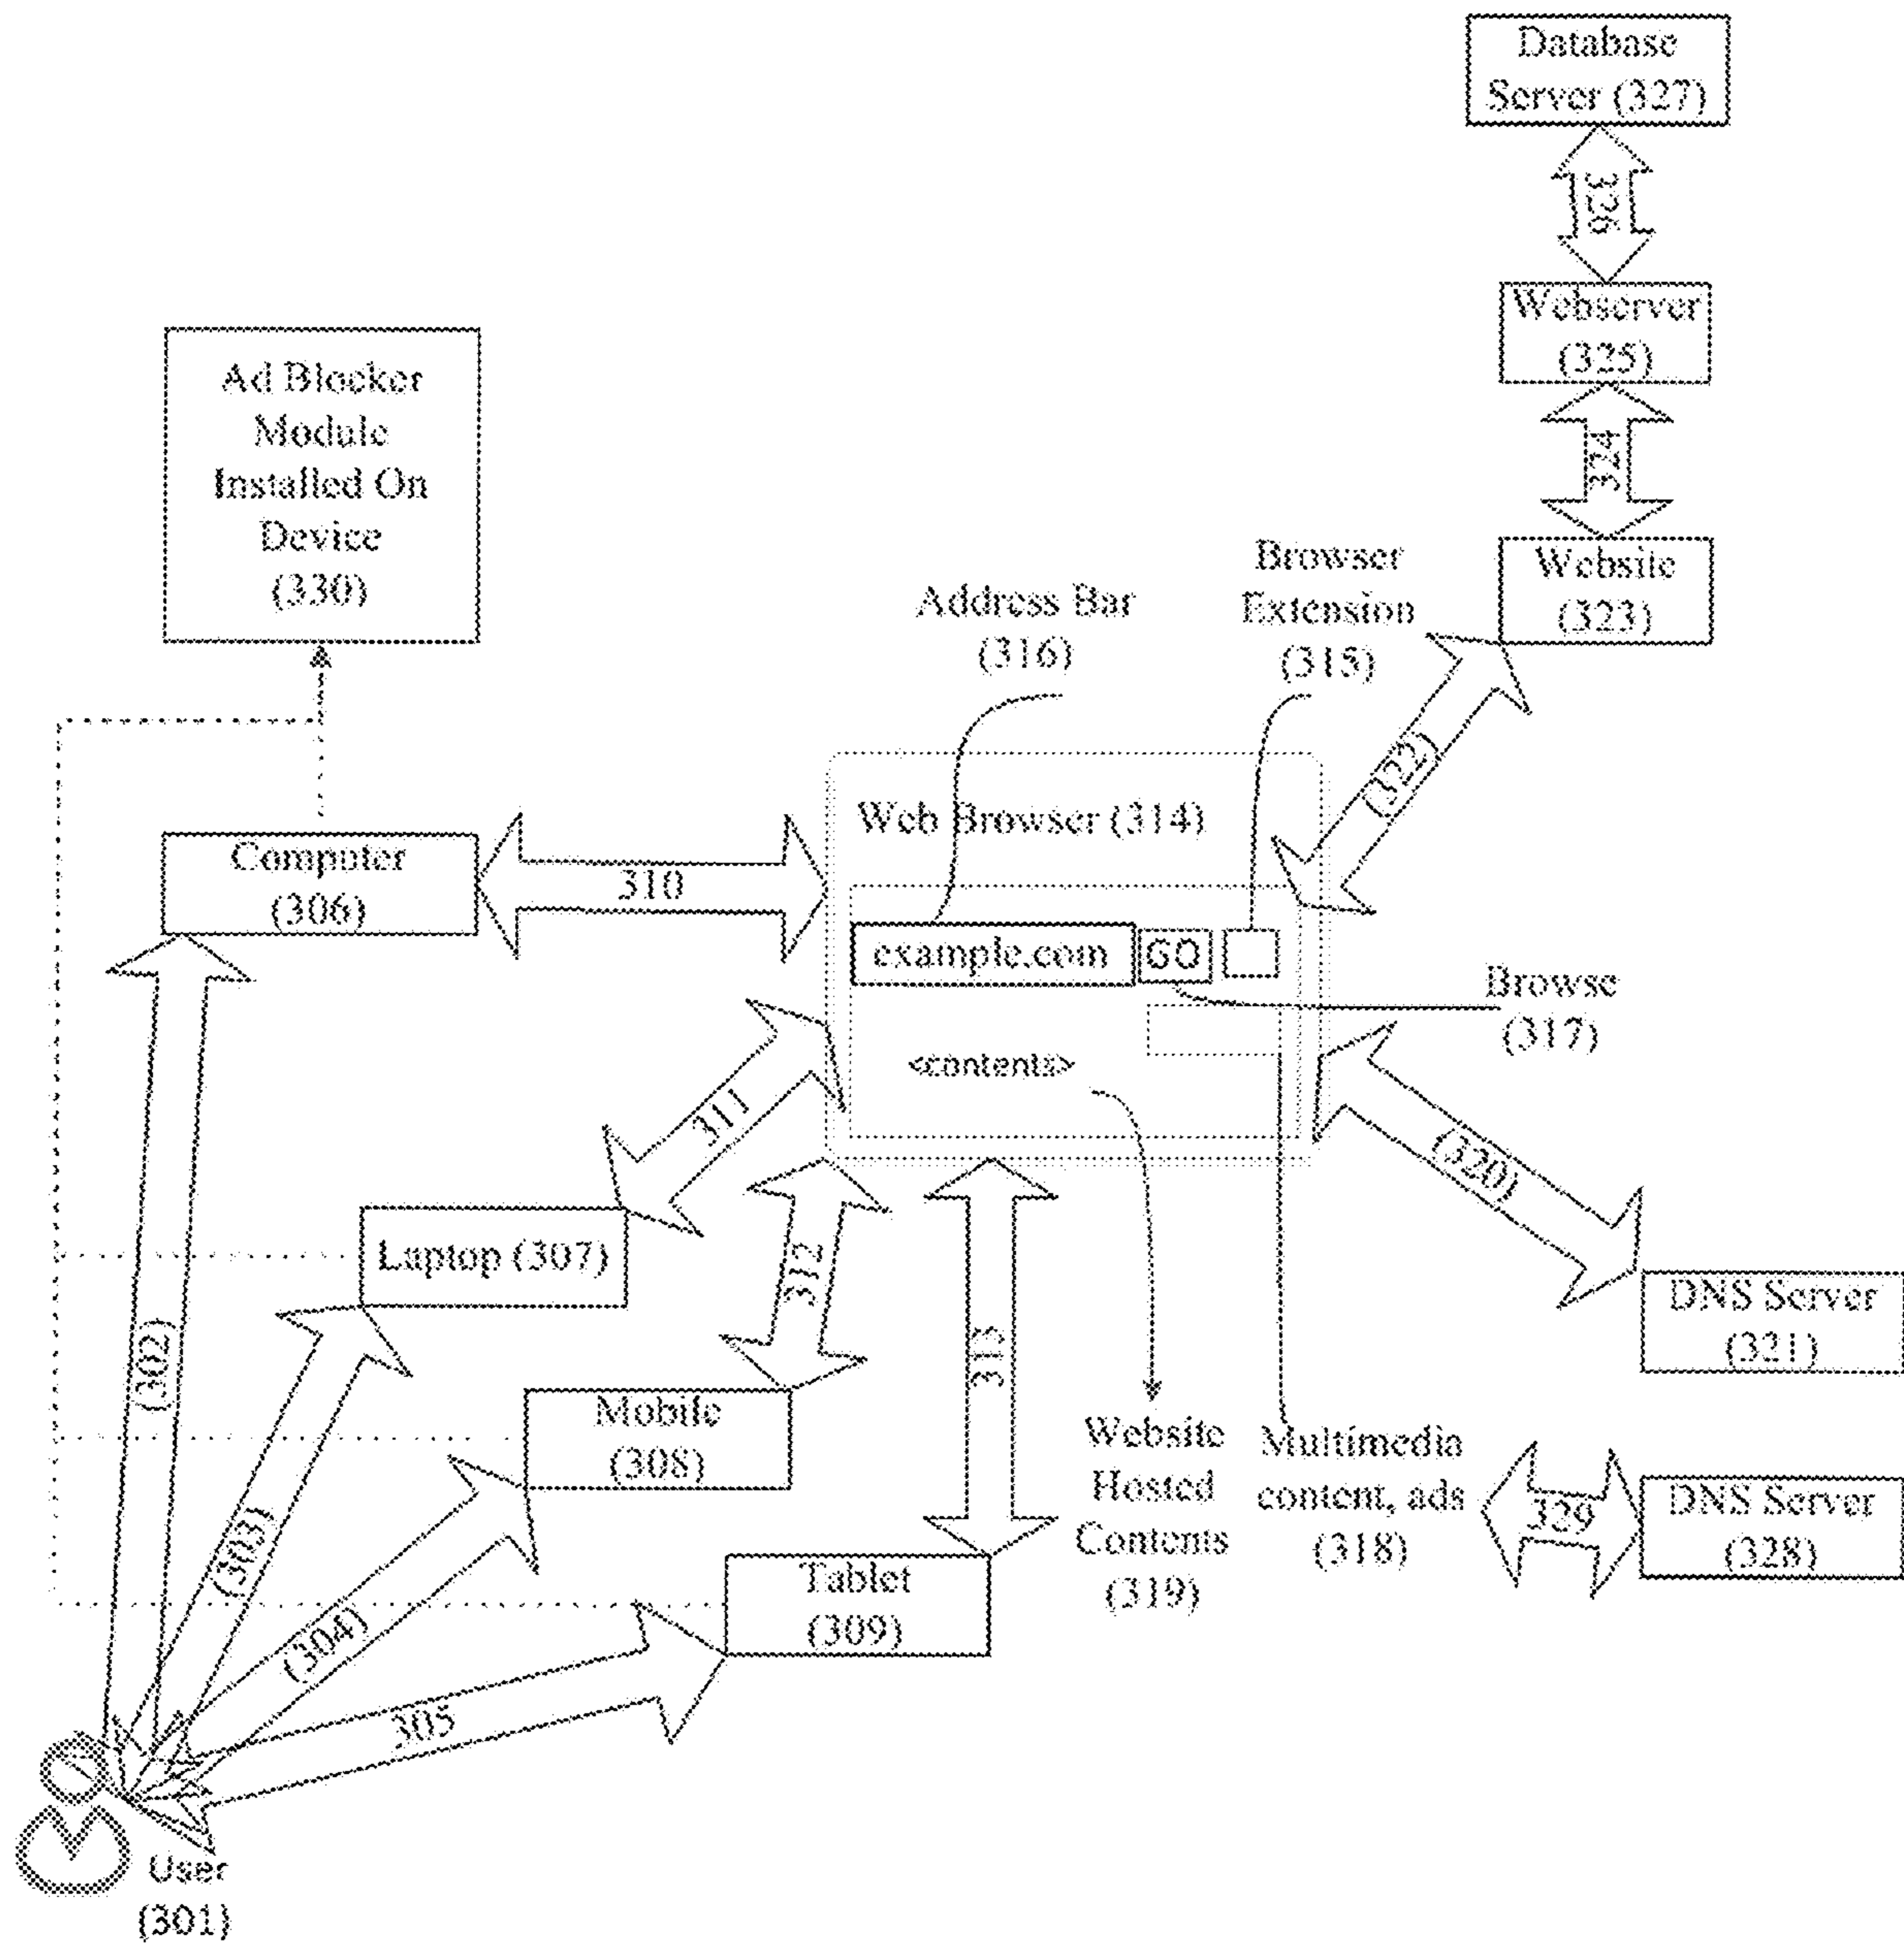 Database
Server (327)
326
Webserver
(325)
324
Website
(323)
Ad Blocker
Module
Installed On
Device
(330)
Address Bar
(316)
Browser
Extension
(315)
(322)
Web Browser (314)
Computer
(306)
310
example.com
GO
Browse
(317)
<contents>
311
(320)
Laptop (307)
312
313
DNS Server
(321)
(302)
(303)
Mobile
(308)
Website
Hosted
Contents
(319)
Multimedia
content, ads
(318)
329
DNS Server
(328)
(304)
Tablet
(309)
305
User
(301)